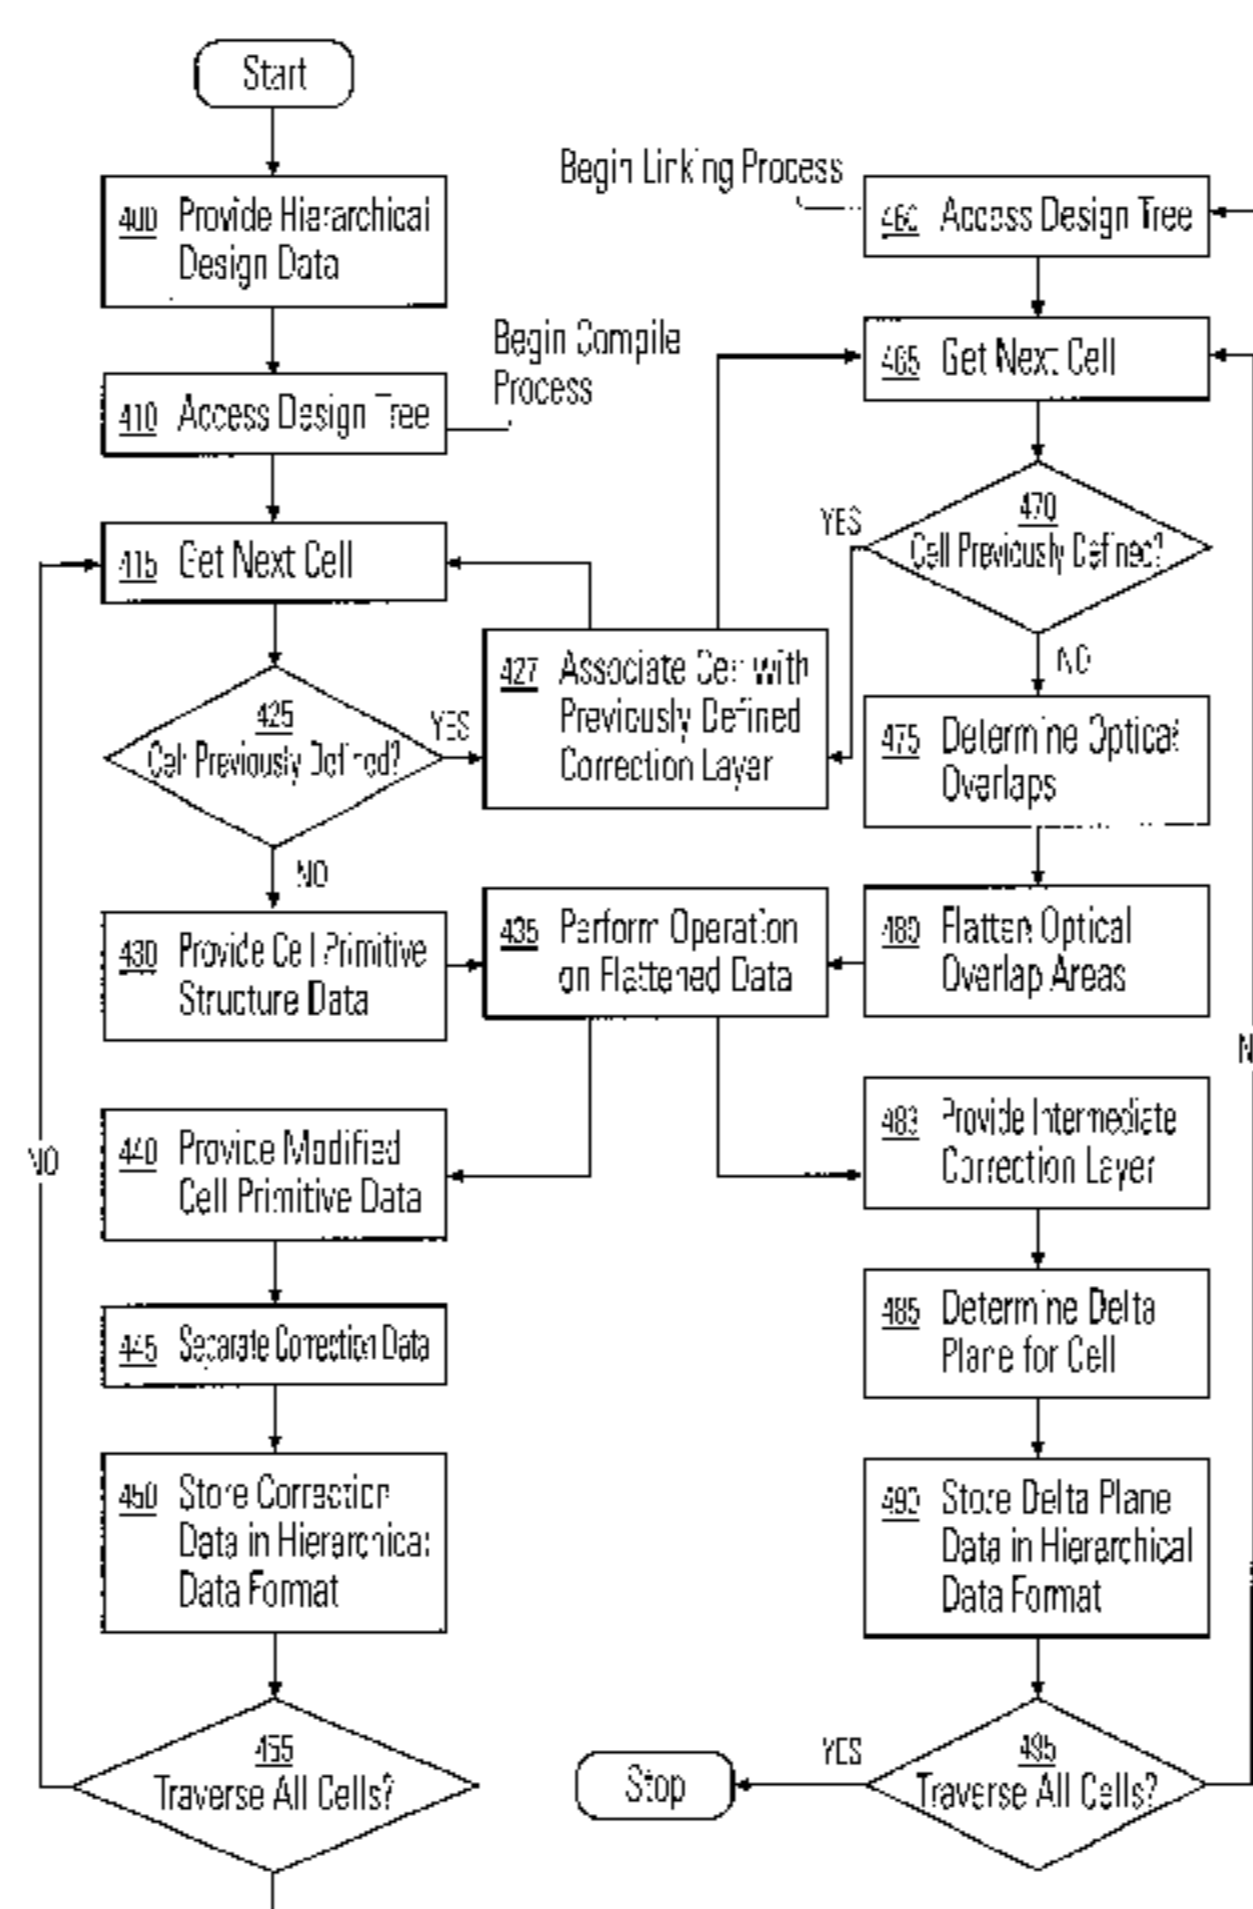 Start
400 Provide Hierarchical
Design Data
Begin Compile
Process
410 Access Design Tree
415 Get Next Cell
425
Cell Previously Defined?
YES
NO
427 Associate Cell with
Previously Defined
Correction Layer
430 Provide Cell Primitive
Structure Data
435 Perform Operation
on Flattened Data
440 Provide Modified
Cell Primitive Data
445 Separate Correction Data
450 Store Correction
Data in Hierarchical
Data Format
455
Traverse All Cells?
NO
Begin Linking Process
460 Access Design Tree
465 Get Next Cell
470
Cell Previously Defined?
YES
NO
475 Determine Optical
Overlaps
480 Flatten Optical
Overlap Areas
483 Provide Intermediate
Correction Layer
485 Determine Delta
Plane for Cell
490 Store Delta Plane
Data in Hierarchical
Data Format
495
Traverse All Cells?
YES
Stop